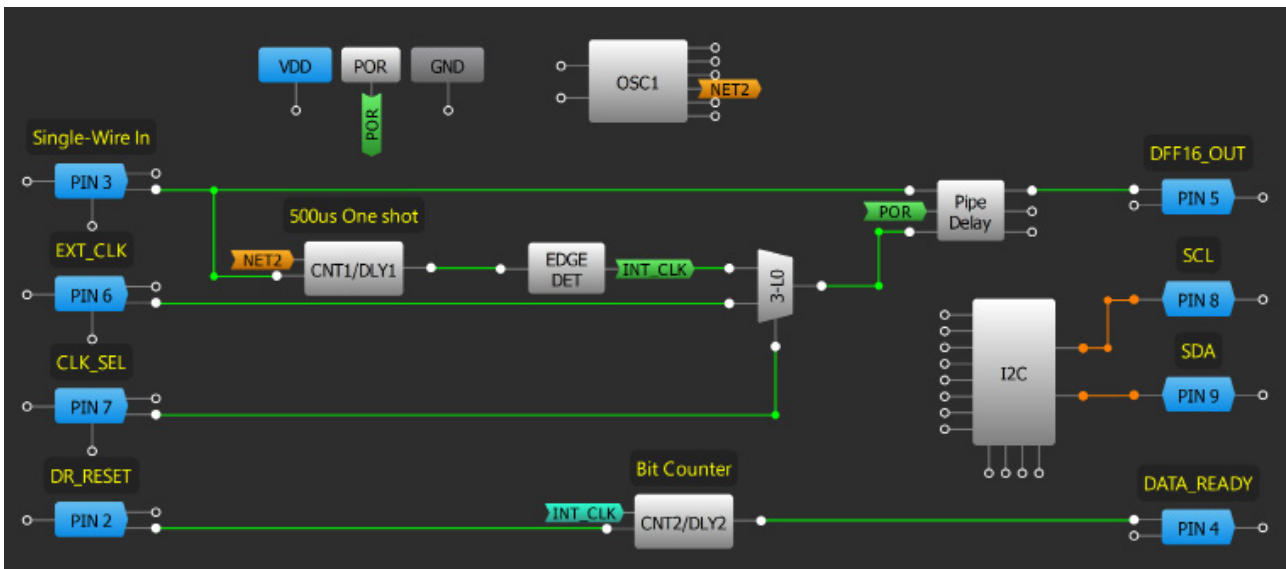 VDD
POR
GND
POR
OSC1
NET2
Single-Wire In
PIN 3
DFF16_OUT
PIN 5
Pipe
Delay
POR
500us One shot
NET2
CNT1/DLY1
EDGE
DET
INT_CLK
3-L0
EXT_CLK
PIN 6
SCL
PIN 8
CLK_SEL
PIN 7
I2C
SDA
PIN 9
DR_RESET
PIN 2
Bit Counter
INT_CLK
CNT2/DLY2
DATA_READY
PIN 4